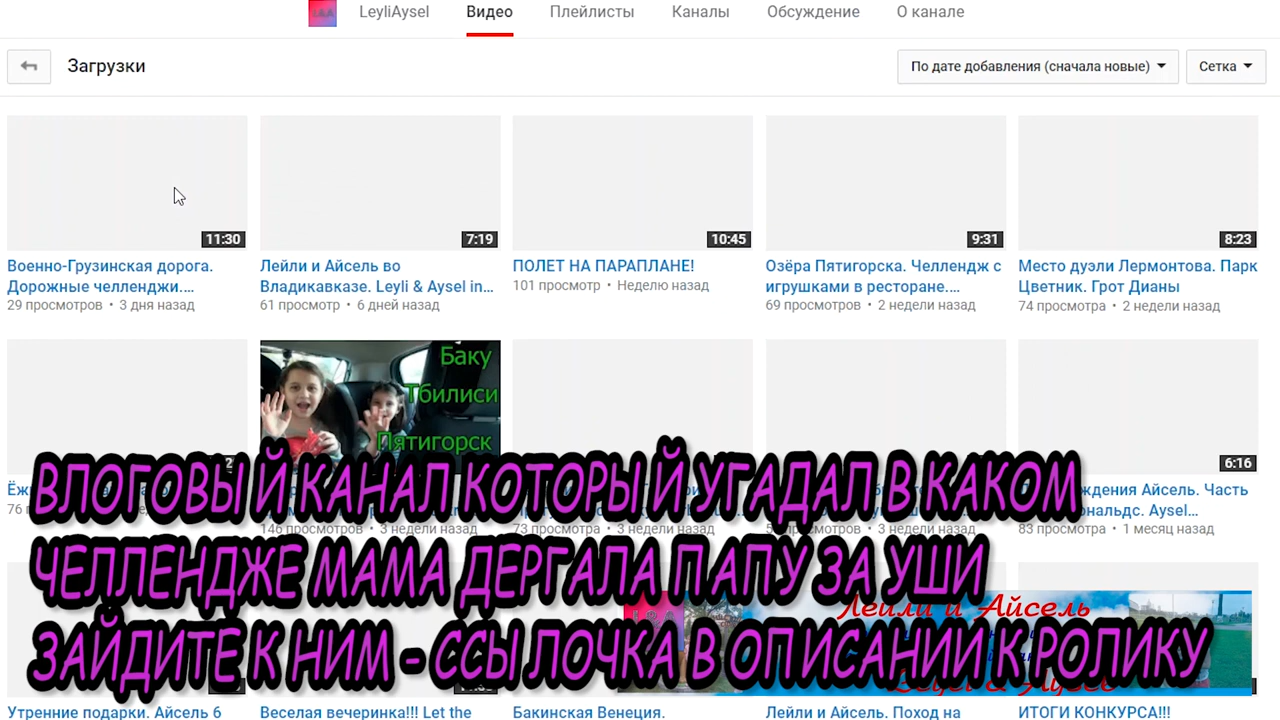 LeyliAysel Видео Плейлисты Каналы Обсуждение О канале
Загрузки По дате добавления (сначала новые) Сетка
11:30 7:19 10:45 9:31 8:23
Военно-Грузинская дорога. Дорожные челленджи....
29 просмотров • 3 дня назад
Лейли и Айсель во Владикавказе. Leyli & Aysel in...
61 просмотр • 6 дней назад
ПОЛЕТ НА ПАРАПЛАНЕ!
101 просмотр • Неделю назад
Озёра Пятигорска. Челлендж с игрушками в ресторане....
69 просмотров • 2 недели назад
Место дуэли Лермонтова. Парк Цветник. Грот Дианы
74 просмотра • 2 недели назад
Баку
Тбилиси
Пятигорск
6:16
ВЛОГОВЫЙ КАНАЛ КОТОРЫЙ УГАДАЛ В КАКОМ
ЧЕЛЛЕНДЖЕ МАМА ДЕРГАЛА ПАПУ ЗА УШИ
ЗАЙДИТЕ К НИМ - ССЫЛОЧКА В ОПИСАНИИ К РОЛИКУ
146 просмотров • 3 недели назад
73 просмотра • 3 недели назад
3 недели назад
Айсель. Часть
Aysel...
83 просмотра • 1 месяц назад
Лейли и Айсель
Утренние подарки. Айсель 6
Веселая вечеринка!!! Let the
Бакинская Венеция.
Лейли и Айсель. Поход на
ИТОГИ КОНКУРСА!!!